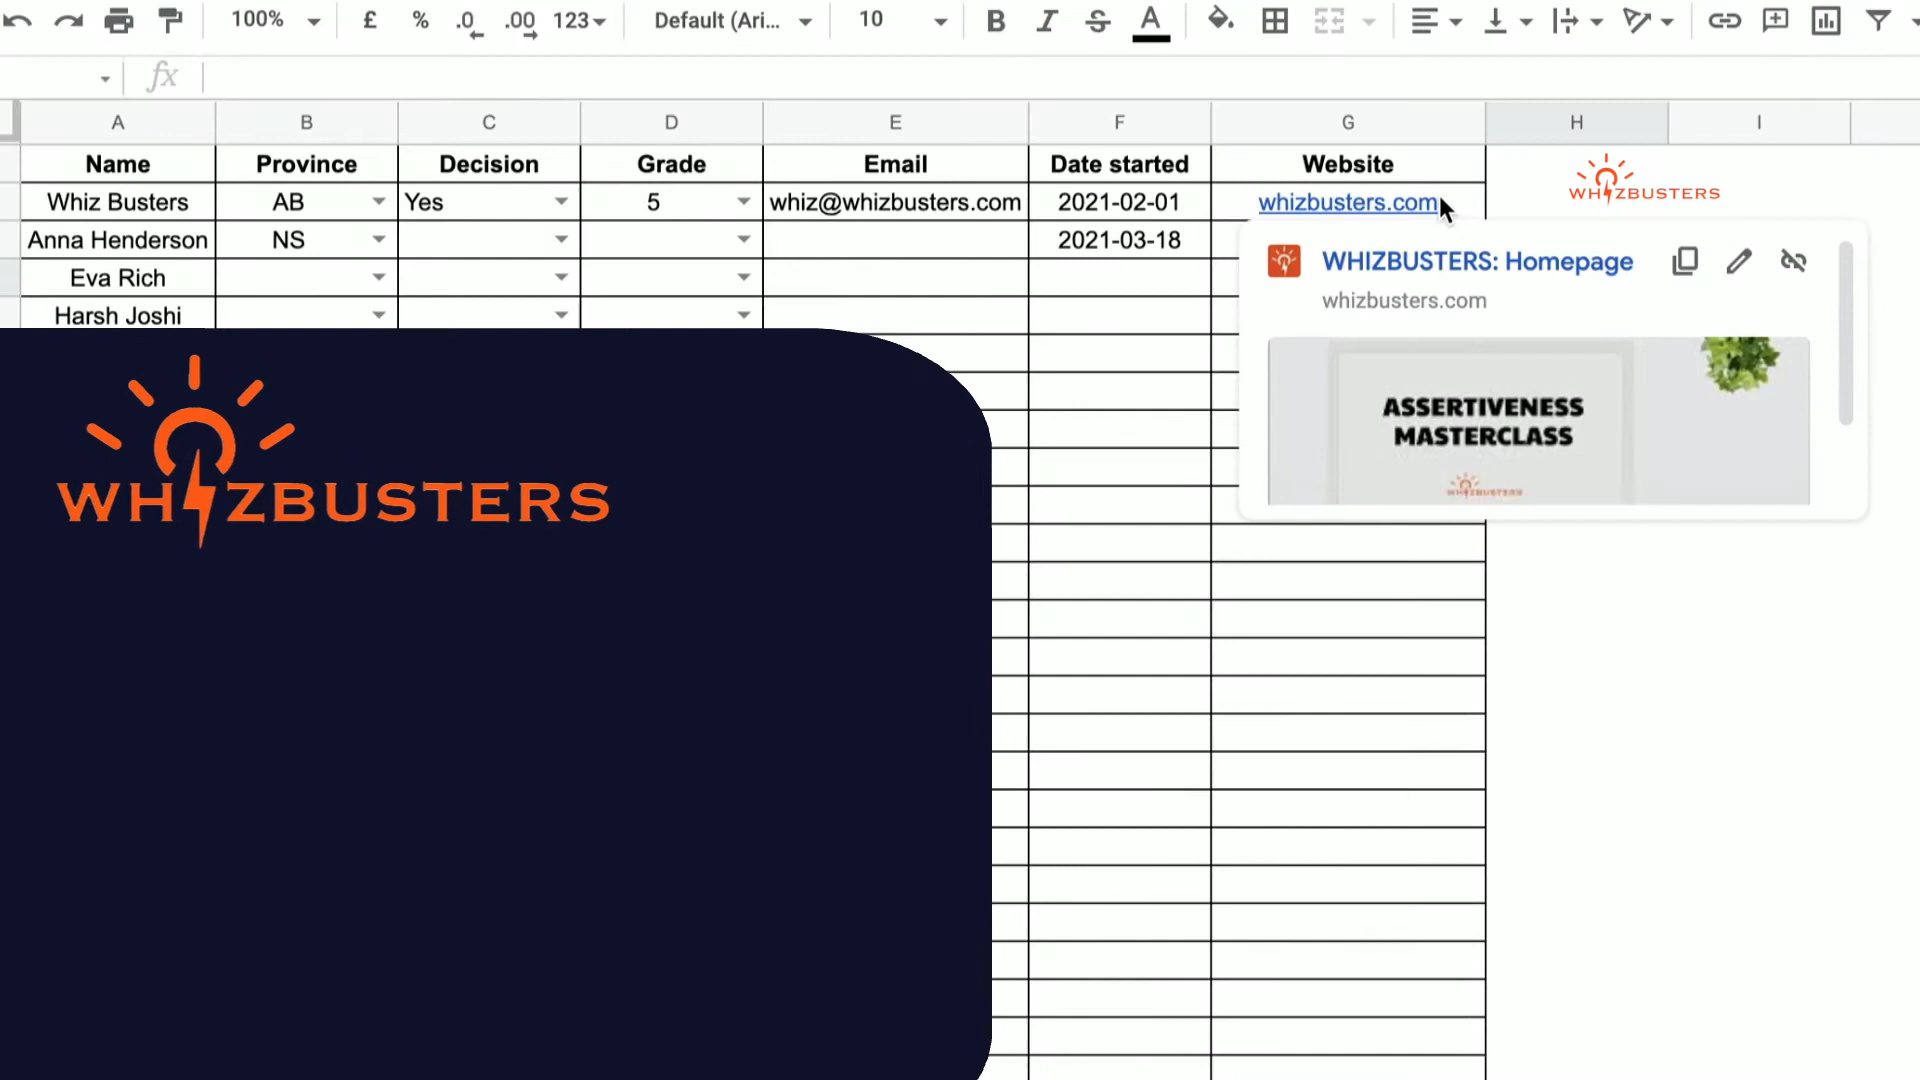 100% £ % .0 .00 123 Default (Ari... 10 B I S A
fx
A B C D E F G H I
Name Province Decision Grade Email Date started Website
WHIZBUSTERS
Whiz Busters AB Yes 5 whiz@whizbusters.com 2021-02-01 whizbusters.com
Anna Henderson NS 2021-03-18
Eva Rich
Harsh Joshi
WHIZBUSTERS: Homepage
whizbusters.com
ASSERTIVENESS
MASTERCLASS
WHIZBUSTERS
WHIZBUSTERS